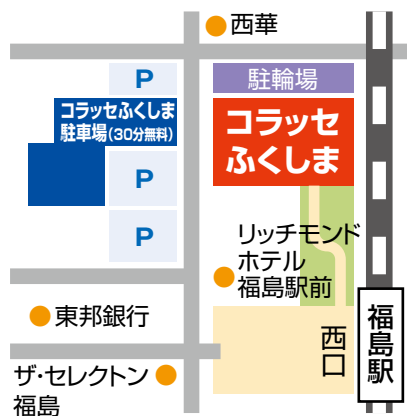 西華
P
駐輪場
コラッセふくしま
駐車場(30分無料)
コラッセ
ふくしま
P
P
リッチモンド
ホテル
福島駅前
東邦銀行
西口
福島駅
ザ・セレクトン
福島